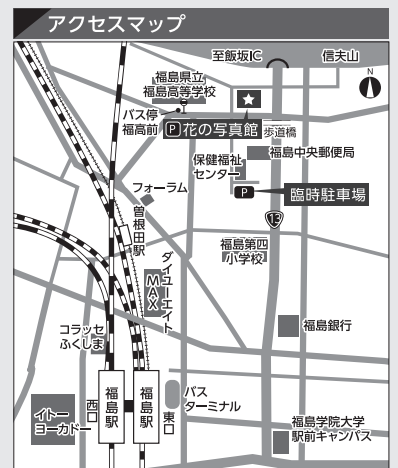 アクセスマップ
至飯坂IC
信夫山
N
福島県立
福島高等学校
バス停
福高前
P 花の写真館
歩道橋
福島中央郵便局
保健福祉
センター
P
臨時駐車場
フォーラム
曽根田駅
13
福島第四
小学校
ダイユーエイト
MAX
コラッセ
ふくしま
福島銀行
福島駅
福島駅
西口
東口
バス
ターミナル
イトー
ヨーカドー
福島学院大学
駅前キャンパス